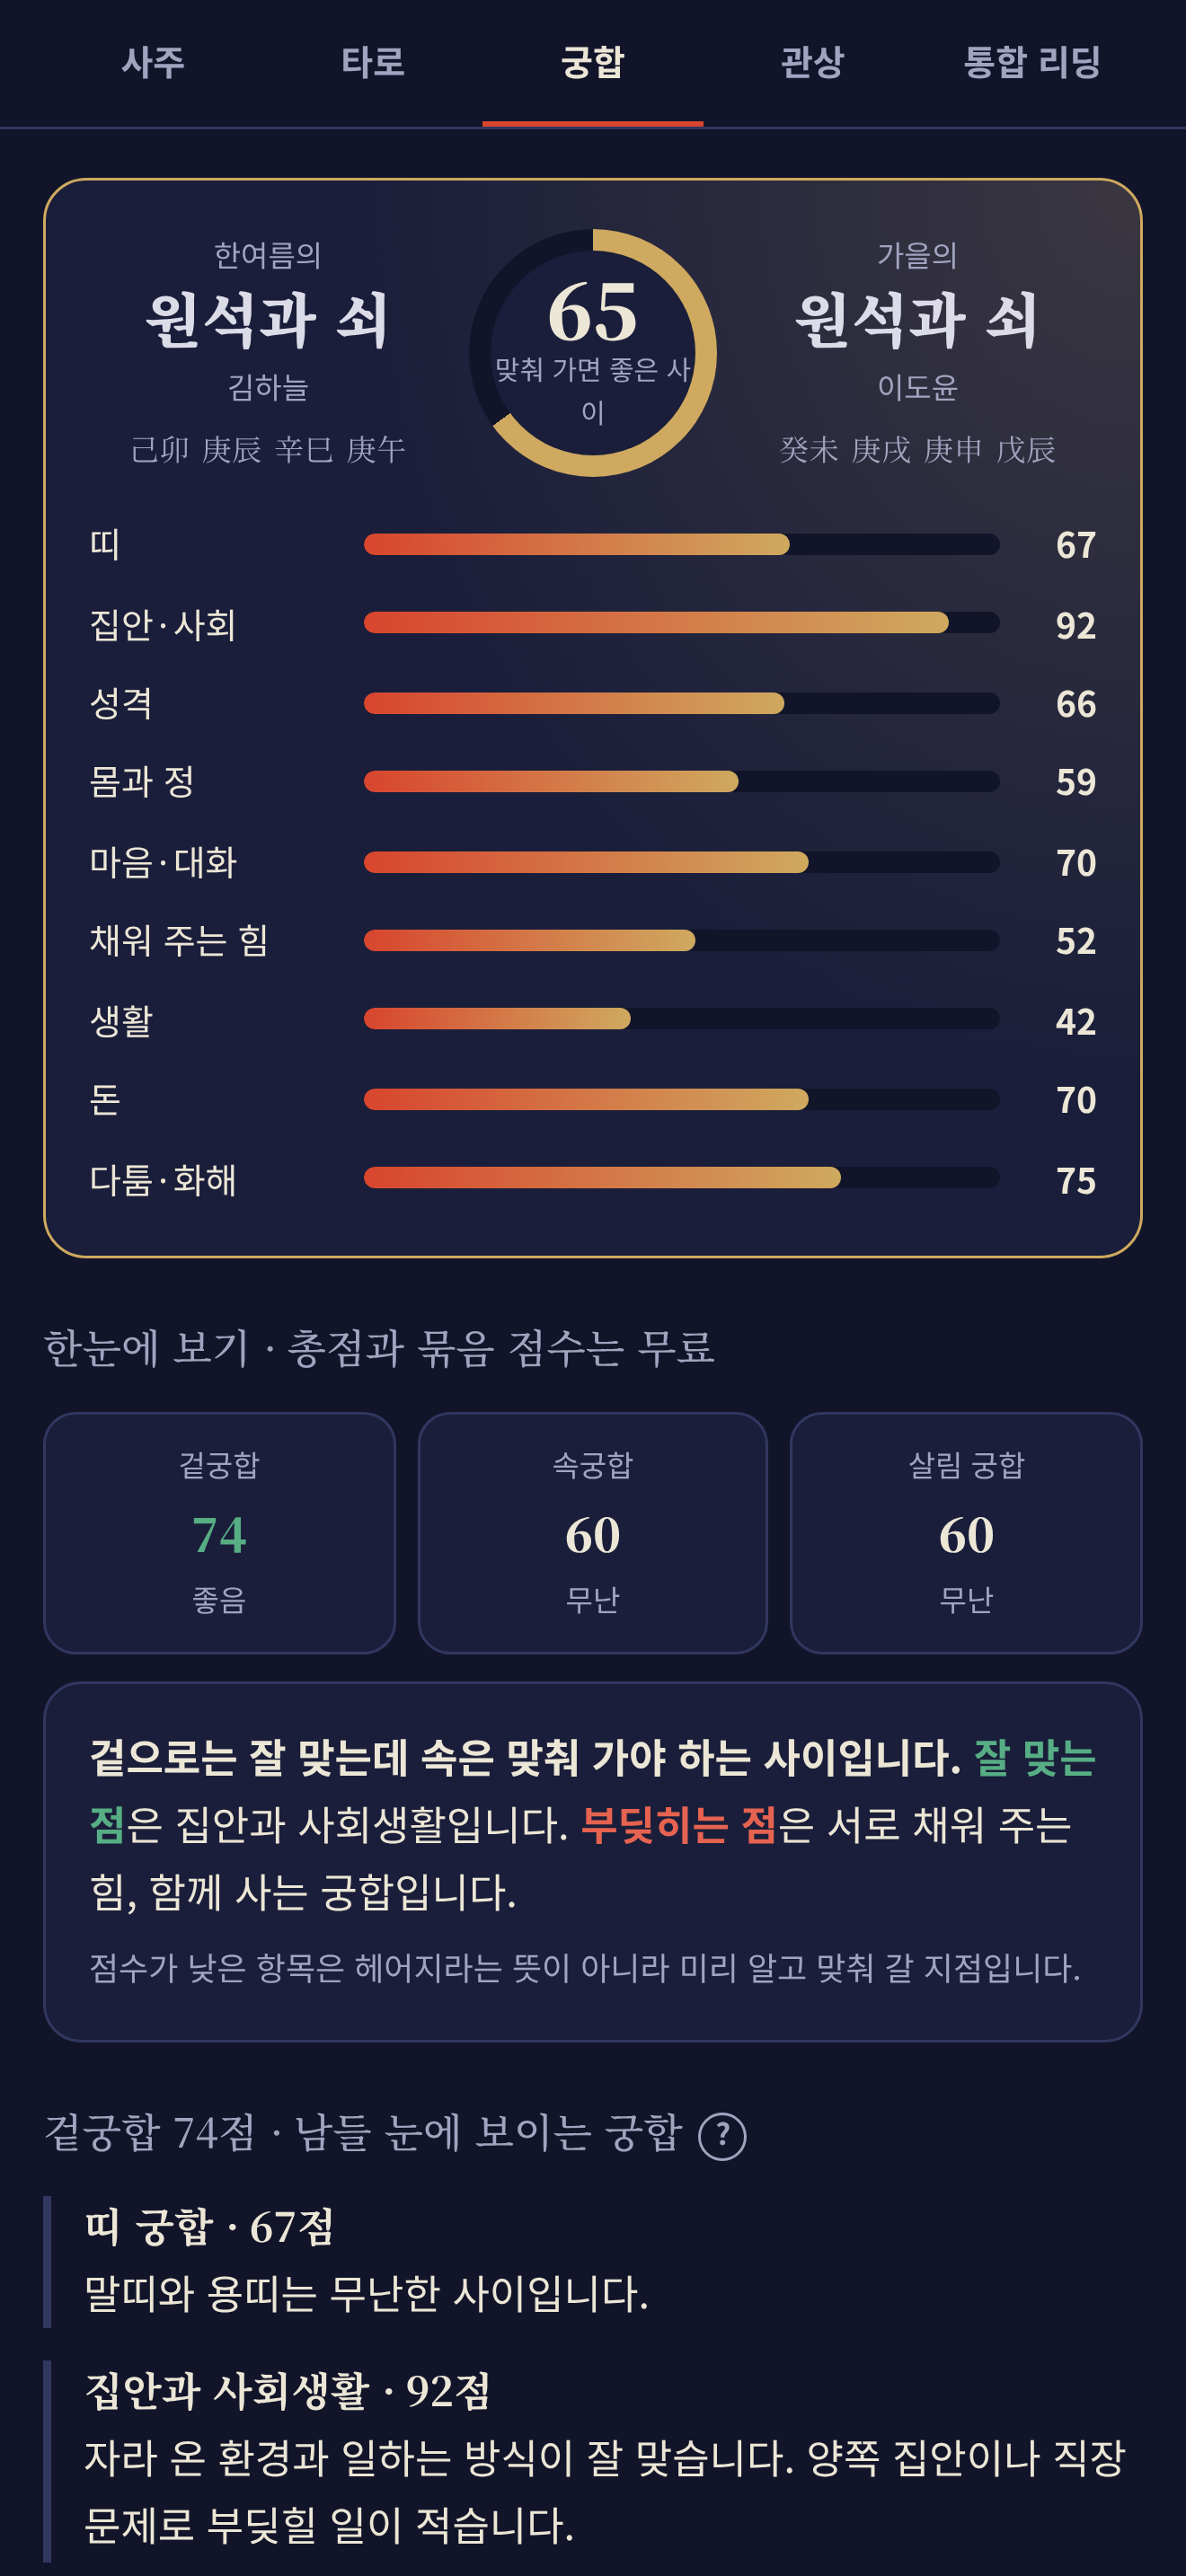 사주 타로 궁합 관상 통합 리딩
한여름의
원석과 쇠
김하늘
己卯 庚辰 辛巳 庚午
65
맞춰 가면 좋은 사
이
가을의
원석과 쇠
이도윤
癸未 庚戌 庚申 戊辰
띠 67
집안·사회 92
성격 66
몸과 정 59
마음·대화 70
채워 주는 힘 52
생활 42
돈 70
다툼·화해 75
한눈에 보기 · 총점과 묶음 점수는 무료
겉궁합
74
좋음
속궁합
60
무난
살림 궁합
60
무난
겉으로는 잘 맞는데 속은 맞춰 가야 하는 사이입니다. 잘 맞는
점은 집안과 사회생활입니다. 부딪히는 점은 서로 채워 주는
힘, 함께 사는 궁합입니다.
점수가 낮은 항목은 헤어지라는 뜻이 아니라 미리 알고 맞춰 갈 지점입니다.
겉궁합 74점 · 남들 눈에 보이는 궁합 ?
띠 궁합 · 67점
말띠와 용띠는 무난한 사이입니다.
집안과 사회생활 · 92점
자라 온 환경과 일하는 방식이 잘 맞습니다. 양쪽 집안이나 직장
문제로 부딪힐 일이 적습니다.